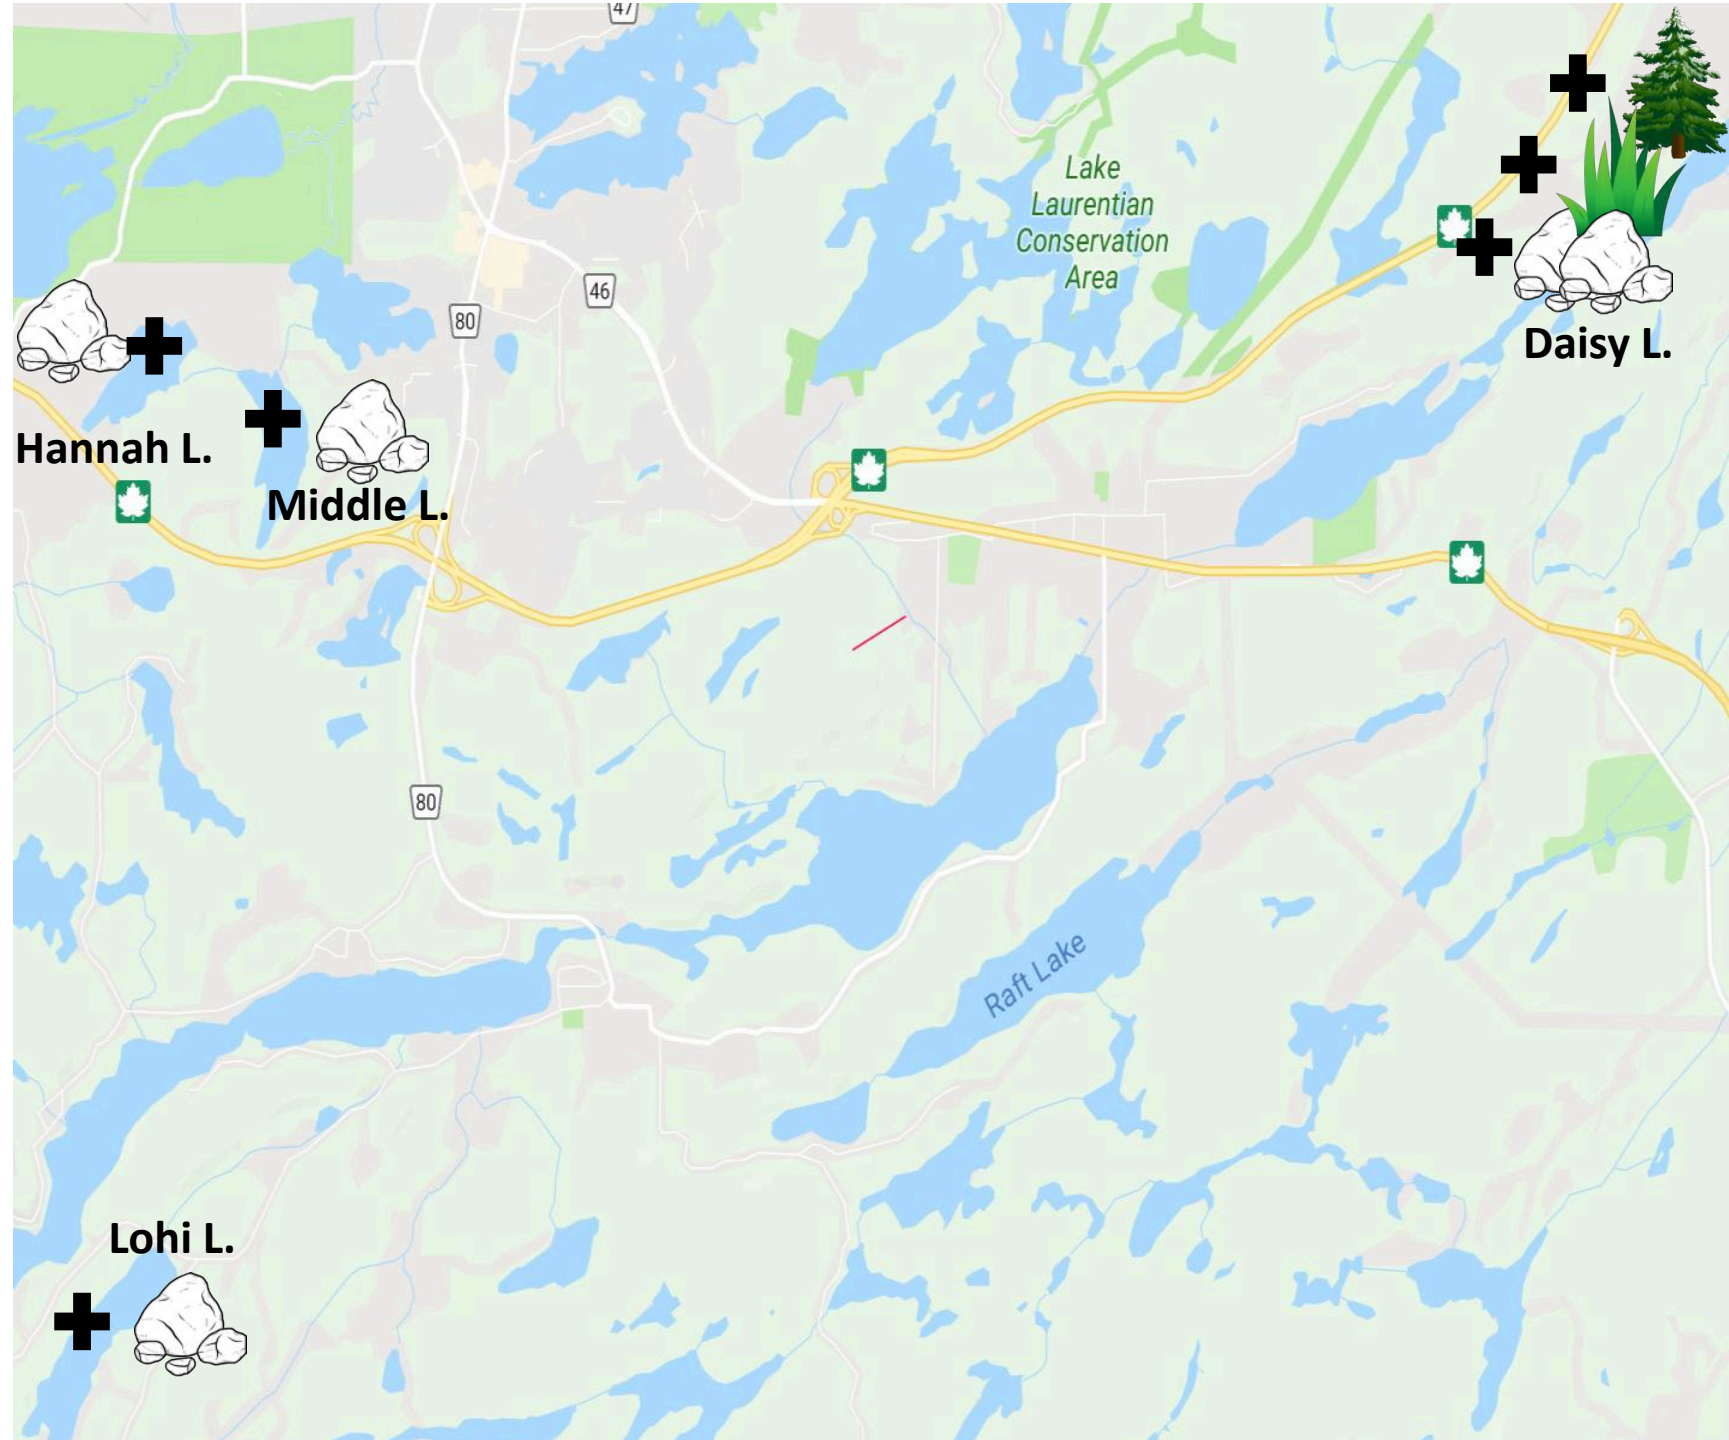 47
Lake
Laurentian
Conservation
Area
46
80
Daisy L.
Hannah L.
Middle L.
80
Raft Lake
Lohi L.